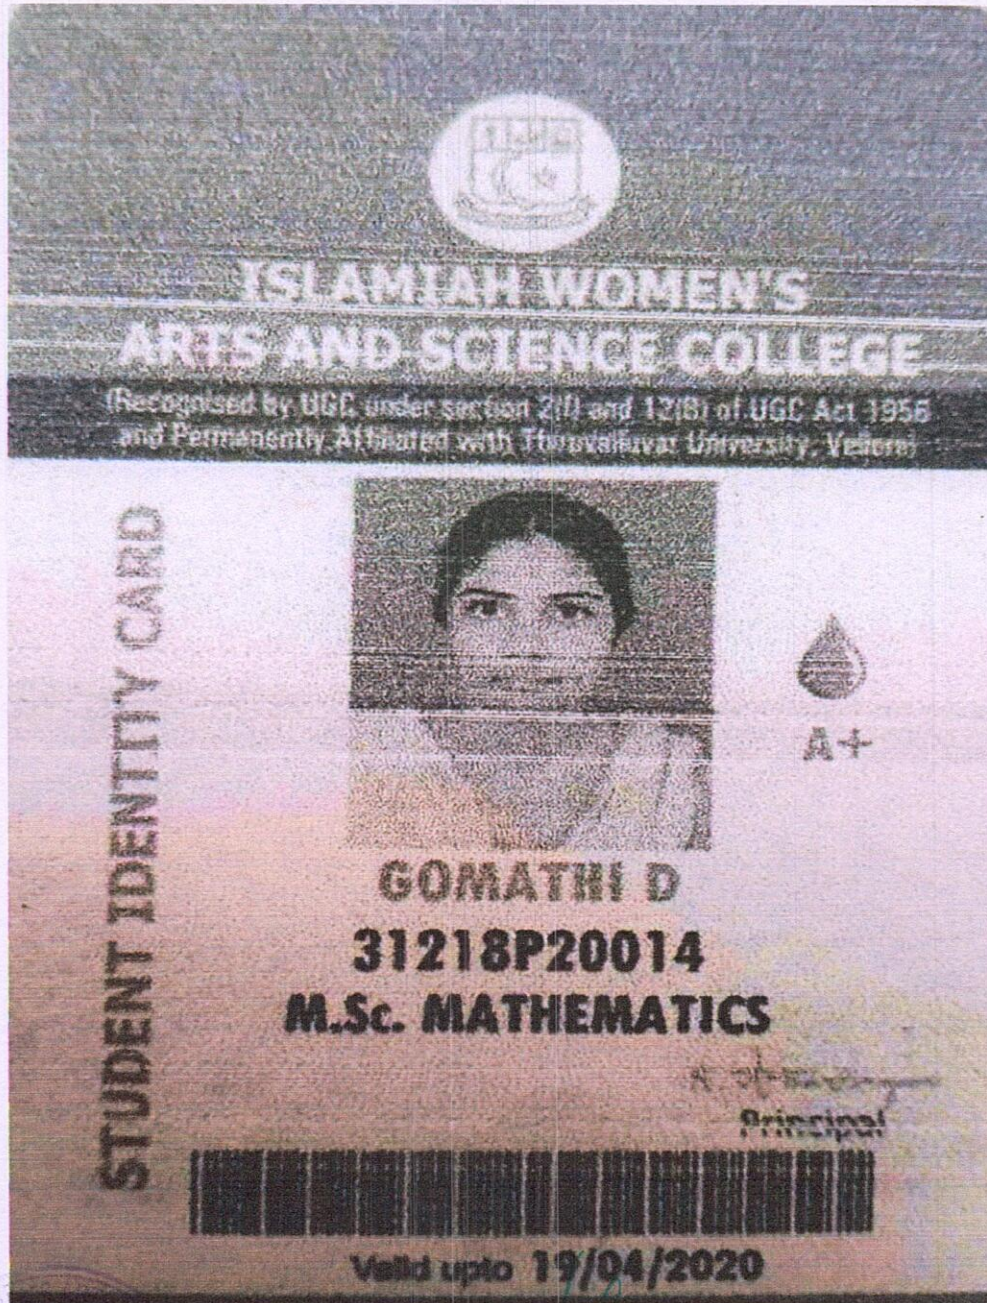 ISLAMIAH WOMEN'S
ARTS AND SCIENCE COLLEGE
(Recognised by UGC under section 2(f) and 12(B) of UGC Act 1956
and Permanently Affiliated with Thiruvalluvar University, Vellore)
STUDENT IDENTITY CARD
A+
GOMATHI D
31218P20014
M.Sc. MATHEMATICS
Principal
Valid upto 19/04/2020